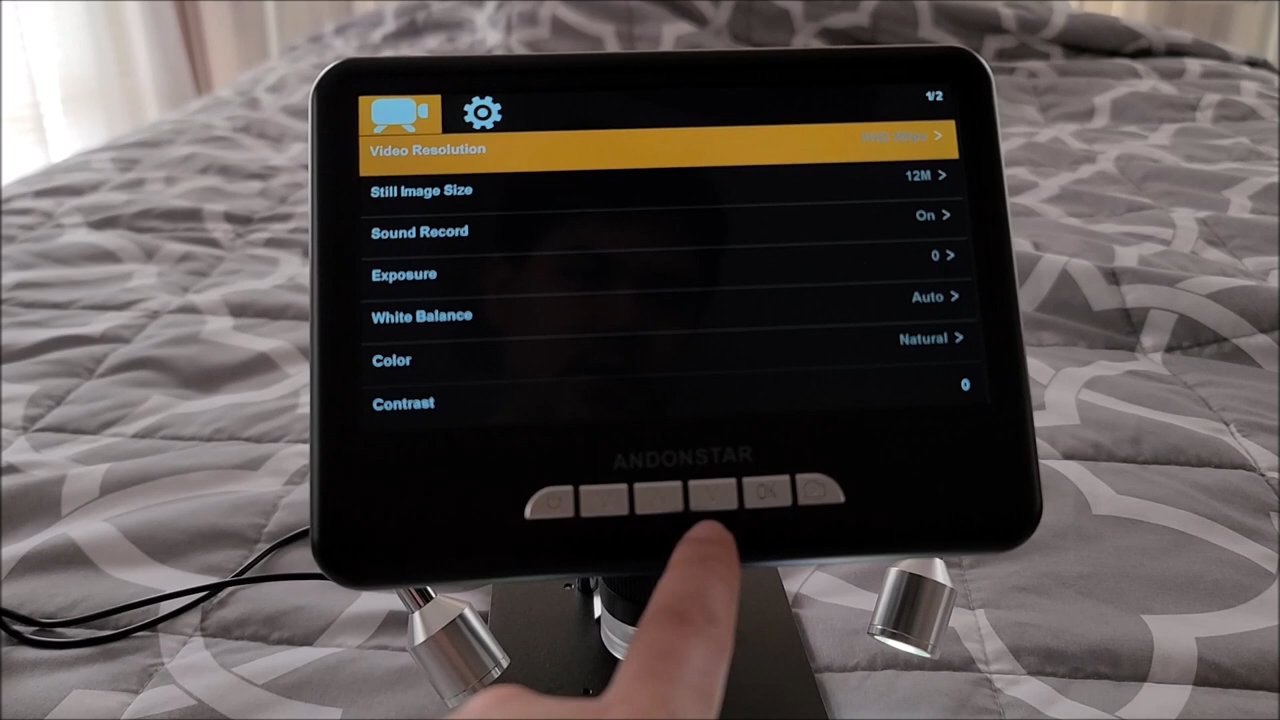 1/2
Video Resolution >
Still Image Size 12M >
Sound Record On >
Exposure 0 >
White Balance Auto >
Color Natural >
Contrast 0
ANDONSTAR
OK